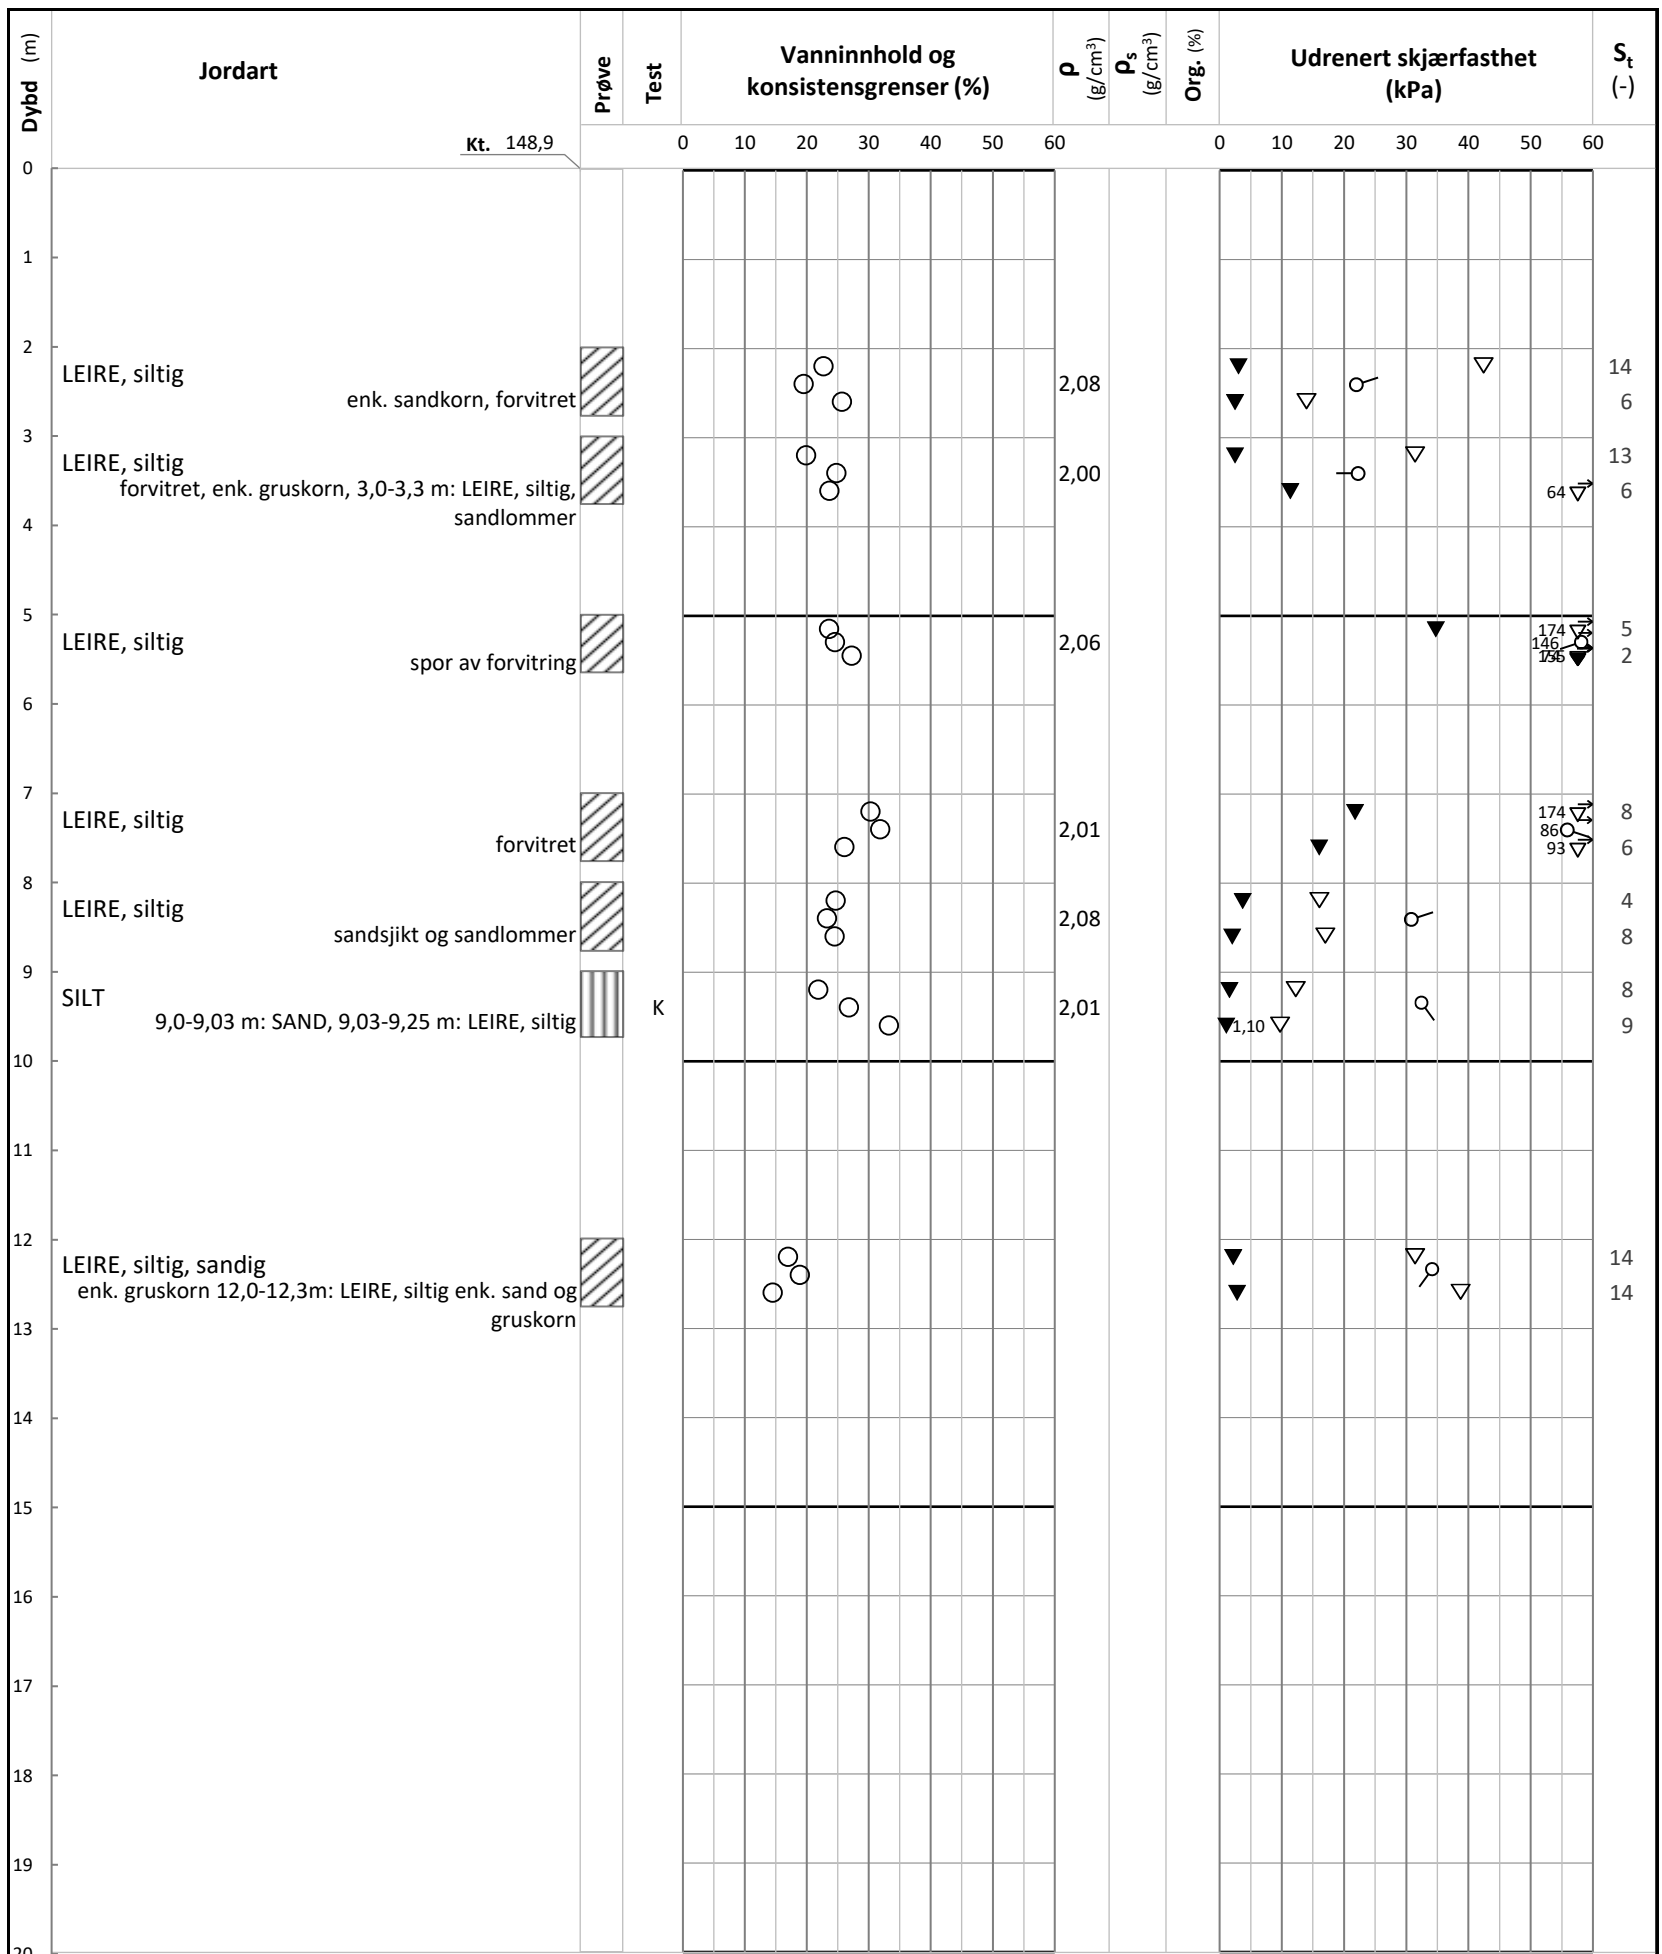 Dybd (m)
Jordart
Prøve
Test
Vanninnhold og
konsistensgrenser (%)
ρ (g/cm³)
ρs (g/cm³)
Org. (%)
Udrenert skjærfasthet
(kPa)
St
(-)
Kt. 148,9
0 10 20 30 40 50 60
0 10 20 30 40 50 60
0
1
2
LEIRE, siltig
enk. sandkorn, forvitret
2,08
14
6
3
LEIRE, siltig
forvitret, enk. gruskorn, 3,0-3,3 m: LEIRE, siltig,
sandlommer
2,00
13
64
6
4
5
LEIRE, siltig
spor av forvitring
2,06
174
146
5
2
6
7
LEIRE, siltig
forvitret
2,01
174
86
93
8
6
8
LEIRE, siltig
sandsjikt og sandlommer
2,08
4
8
9
SILT
9,0-9,03 m: SAND, 9,03-9,25 m: LEIRE, siltig
K
2,01
1,10
8
9
10
11
12
LEIRE, siltig, sandig
enk. gruskorn 12,0-12,3m: LEIRE, siltig enk. sand og
gruskorn
14
14
13
14
15
16
17
18
19
20